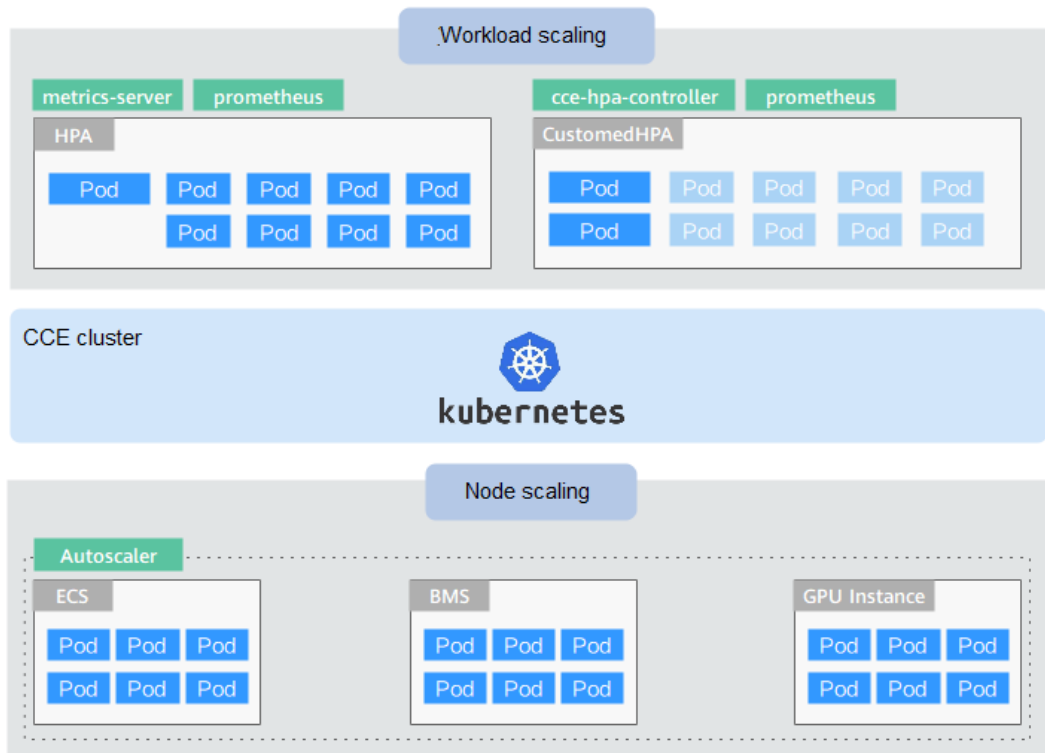 Workload scaling
metrics-server prometheus cce-hpa-controller prometheus
HPA CustomedHPA
Pod Pod Pod Pod Pod Pod Pod Pod Pod Pod
Pod Pod Pod Pod Pod Pod Pod Pod Pod
CCE cluster
kubernetes
Node scaling
Autoscaler
ECS BMS GPU Instance
Pod Pod Pod Pod Pod Pod Pod Pod Pod
Pod Pod Pod Pod Pod Pod Pod Pod Pod